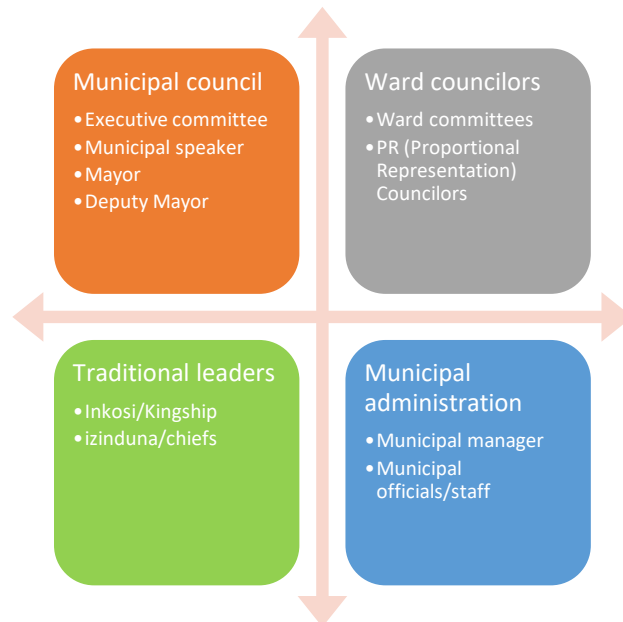 Municipal council
•Executive committee
•Municipal speaker
•Mayor
•Deputy Mayor
Ward councilors
•Ward committees
•PR (Proportional
Representation)
Councilors
Traditional leaders
•Inkosi/Kingship
•izinduna/chiefs
Municipal
administration
•Municipal manager
•Municipal
officials/staff